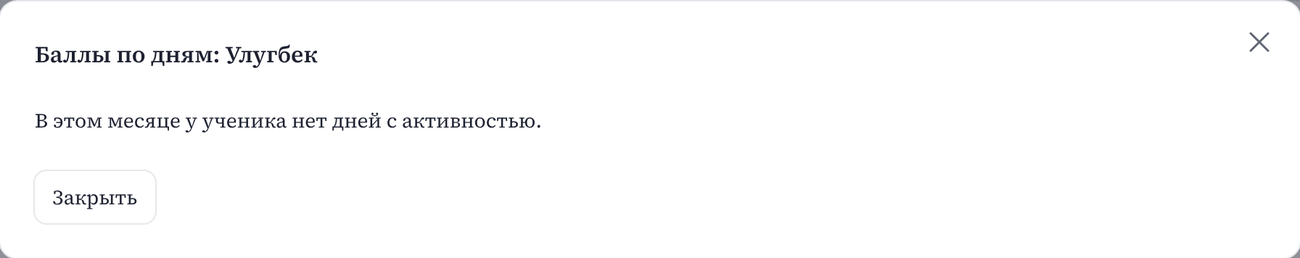 Баллы по дням: Улугбек
В этом месяце у ученика нет дней с активностью.
Закрыть